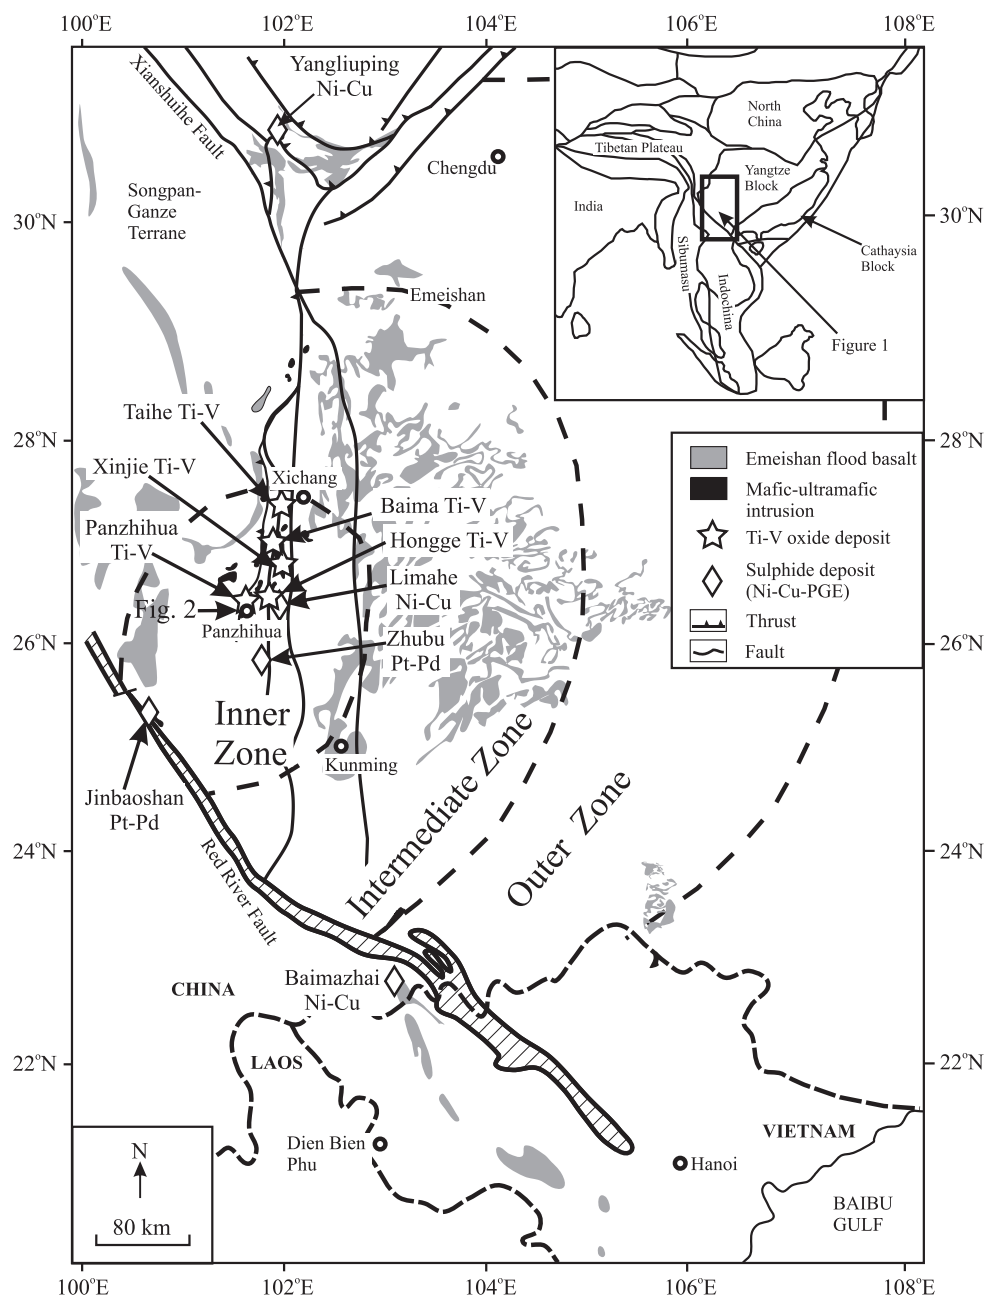 100°E
102°E
104°E
106°E
108°E
Xianshuihe Fault
Yangliuping
Ni-Cu
Chengdu
Songpan-
Ganze
Terrane
30°N
30°N
North
China
Tibetan Plateau
Yangtze
Block
India
Cathaysia
Block
Sibumasu
Indochina
Figure 1
Emeishan
Taihe Ti-V
28°N
28°N
Xinjie Ti-V
Xichang
Baima Ti-V
Panzhihua
Ti-V
Hongge Ti-V
Limahe
Ni-Cu
Fig. 2
Panzhihua
Zhubu
Pt-Pd
26°N
26°N
Emeishan flood basalt
Mafic-ultramafic
intrusion
Ti-V oxide deposit
Sulphide deposit
(Ni-Cu-PGE)
Thrust
Fault
Inner
Zone
Kunming
Intermediate Zone
Outer Zone
Jinbaoshan
Pt-Pd
24°N
24°N
Red River Fault
Baimazhai
Ni-Cu
CHINA
LAOS
22°N
22°N
VIETNAM
Dien Bien
Phu
Hanoi
BAIBU
GULF
N
80 km
100°E
102°E
104°E
106°E
108°E